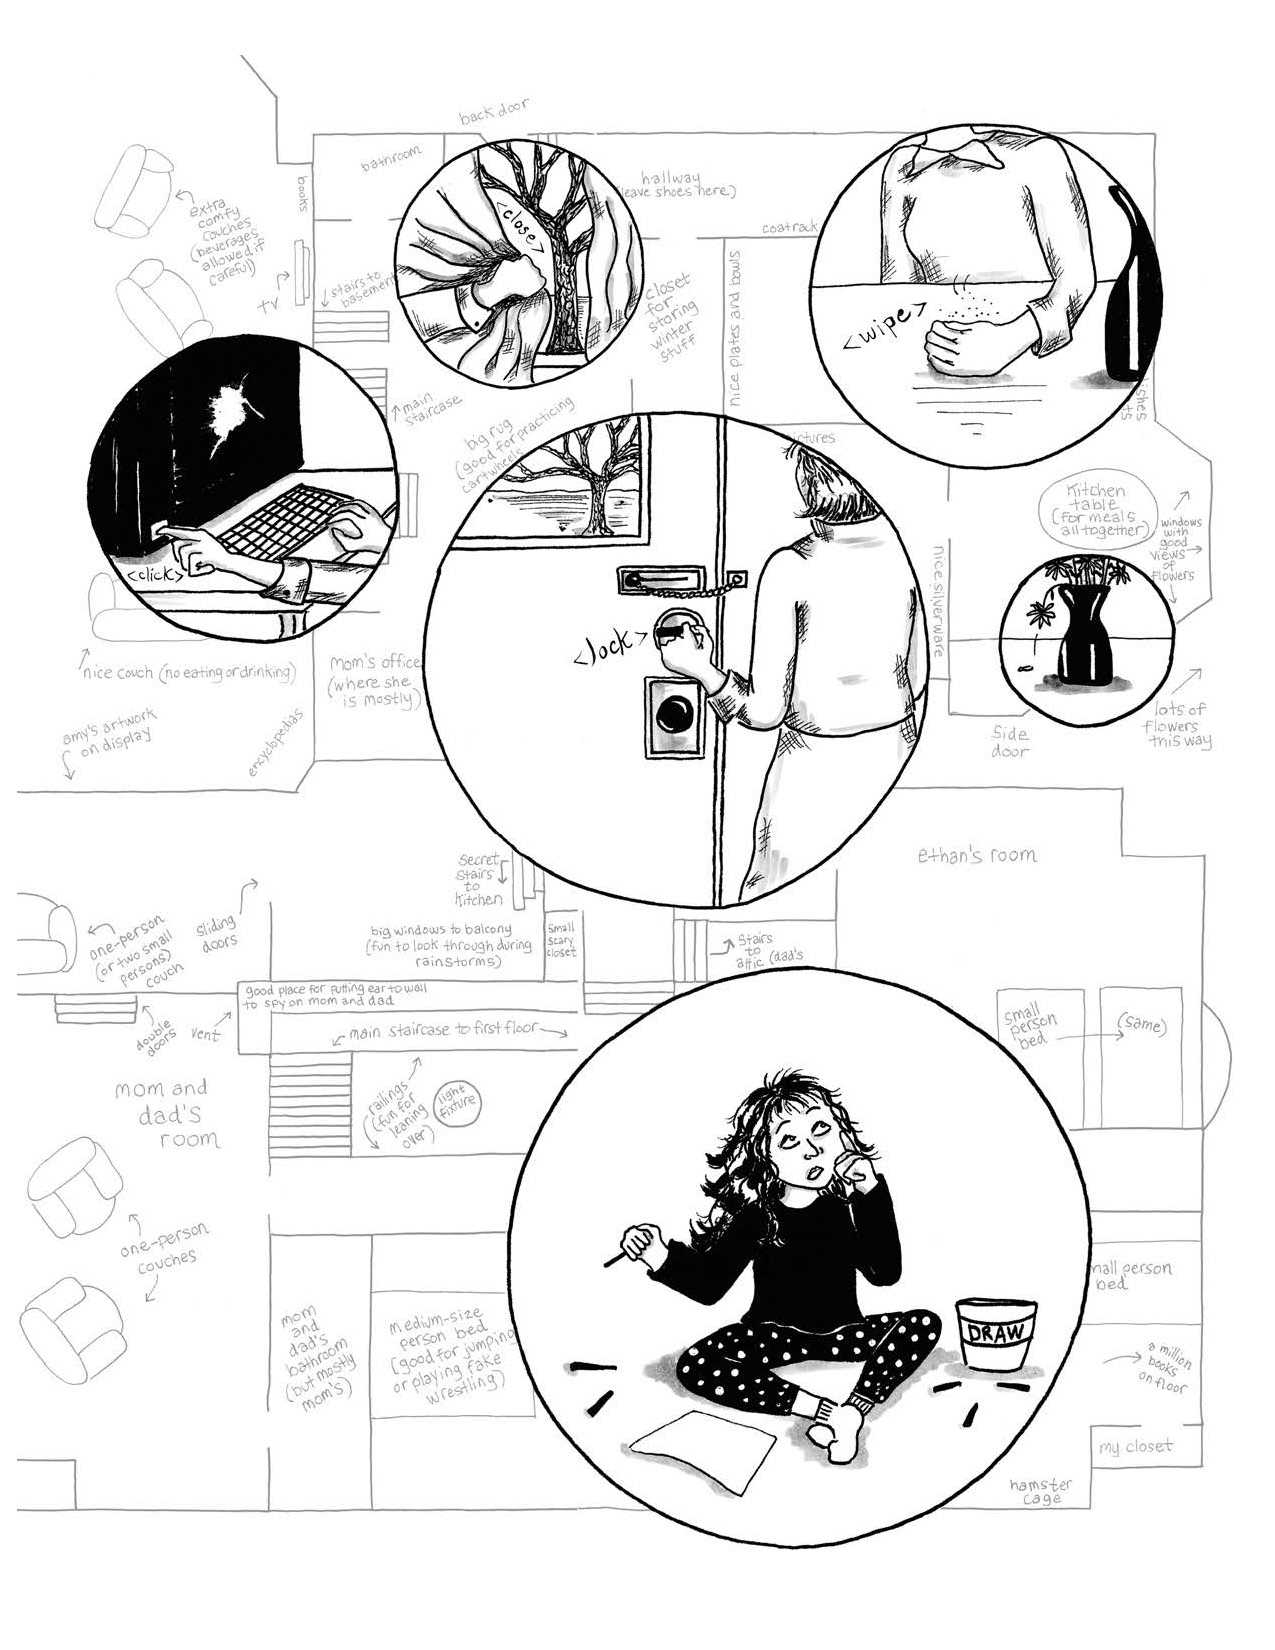 back door
bathroom
books
extra
comfy
couches
(beverages
allowed if
careful)
TV
stairs to
basement
<close>
hallway
(leave shoes here)
coatrack
closet
for
storing
winter
stuff
nice plates and bowls
<wipe>
main
staircase
big rug
(good for practicing
cartwheels
<click>
Kitchen
table
(for meals
all together)
windows
with
good
views
of
flowers
nice silverware
<lock>
nice couch (no eating or drinking)
Mom's office
(where she
is mostly)
amy's artwork
on display
encyclopedias
side
door
lots of
flowers
this way
secret
stairs
to
kitchen
ethan's room
one-person
(or two small
persons)
couch
sliding
doors
big windows to balcony
(fun to look through during
rainstorms)
small
scary
closet
stairs
to
attic (dad's
good place for putting ear to wall
to spy on mom and dad
double
doors
vent
main staircase to first floor
small
person
bed
(same)
mom and
dad's
room
railings
(fun for
leaning
over)
light
fixture
one-person
couches
person
bed
DRAW
mom
and
dad's
bathroom
(but mostly
mom's)
medium-size
person bed
(good for jumping
or playing fake
wrestling)
a million
books
on floor
my closet
hamster
cage